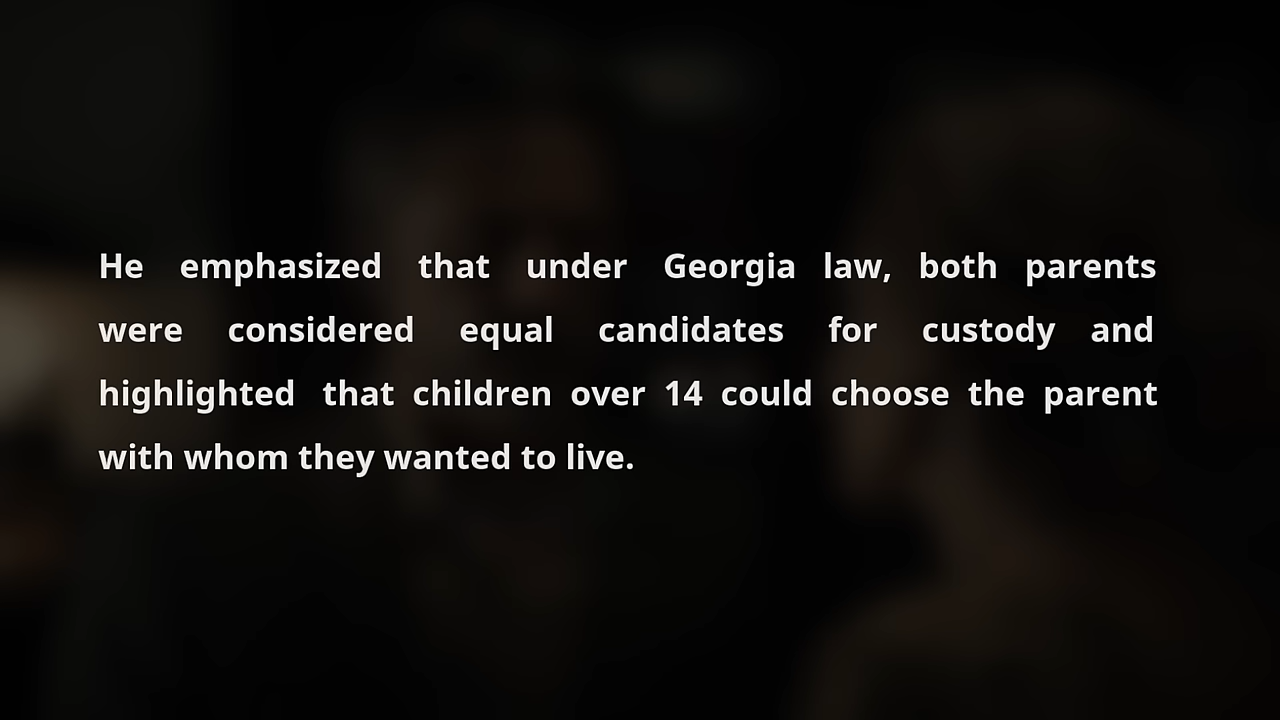 He emphasized that under Georgia law, both parents
were considered equal candidates for custody and
highlighted that children over 14 could choose the parent
with whom they wanted to live.